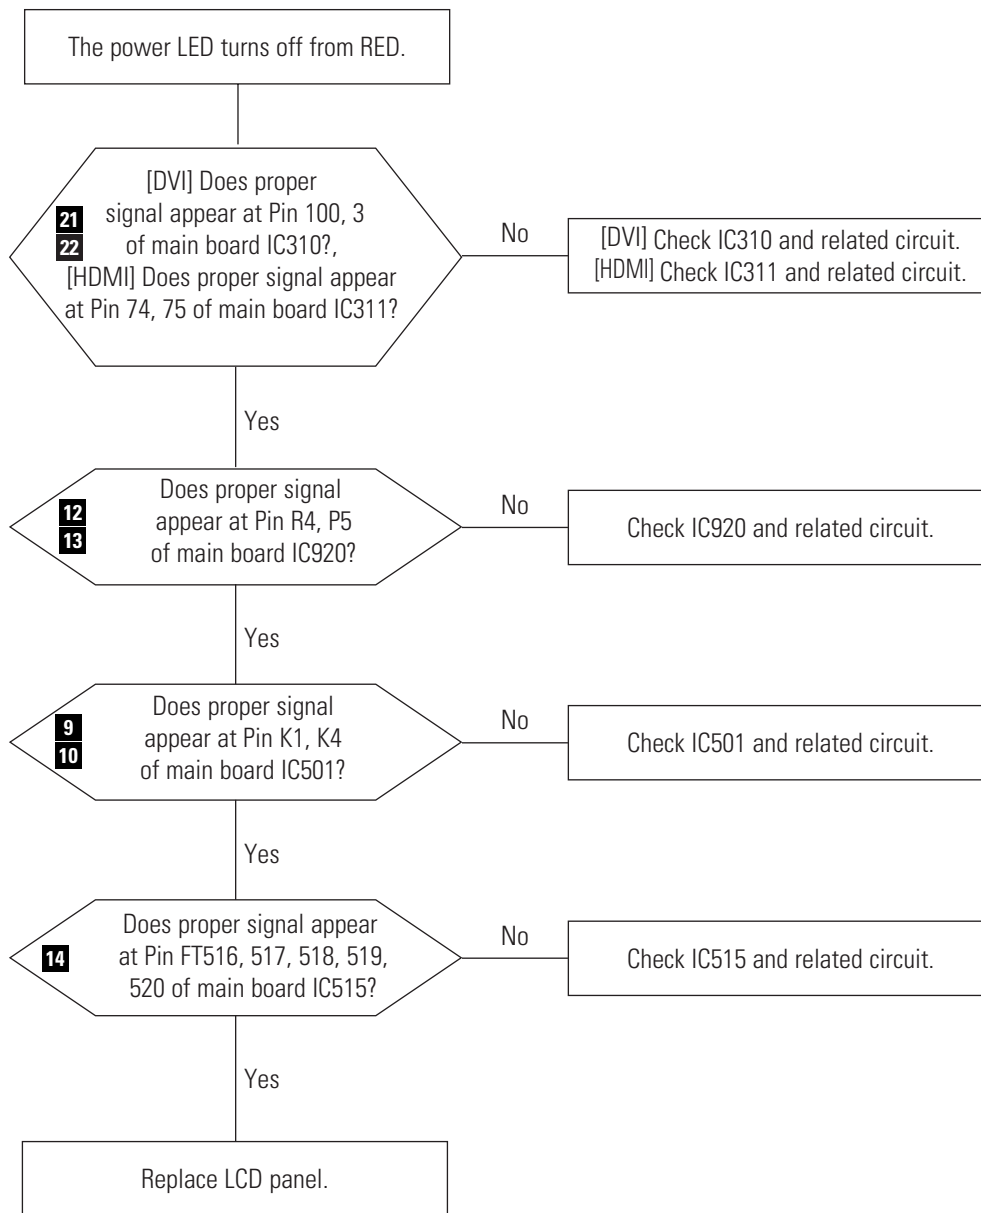 The power LED turns off from RED.
[DVI] Does proper
21 signal appear at Pin 100, 3
22 of main board IC310?,
[HDMI] Does proper signal appear
at Pin 74, 75 of main board IC311?
No
[DVI] Check IC310 and related circuit.
[HDMI] Check IC311 and related circuit.
Yes
Does proper signal
12 appear at Pin R4, P5
13 of main board IC920?
No
Check IC920 and related circuit.
Yes
Does proper signal
9 appear at Pin K1, K4
10 of main board IC501?
No
Check IC501 and related circuit.
Yes
Does proper signal appear
14 at Pin FT516, 517, 518, 519,
520 of main board IC515?
No
Check IC515 and related circuit.
Yes
Replace LCD panel.